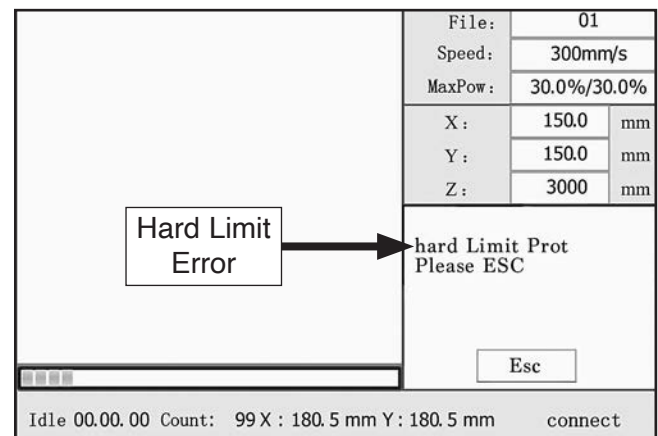 File: 01
Speed: 300mm/s
MaxPow: 30.0%/30.0%
X: 150.0 mm
Y: 150.0 mm
Z: 3000 mm
Hard Limit
Error
hard Limit Prot
Please ESC
Esc
Idle 00.00.00 Count: 99 X : 180.5 mm Y : 180.5 mm connect